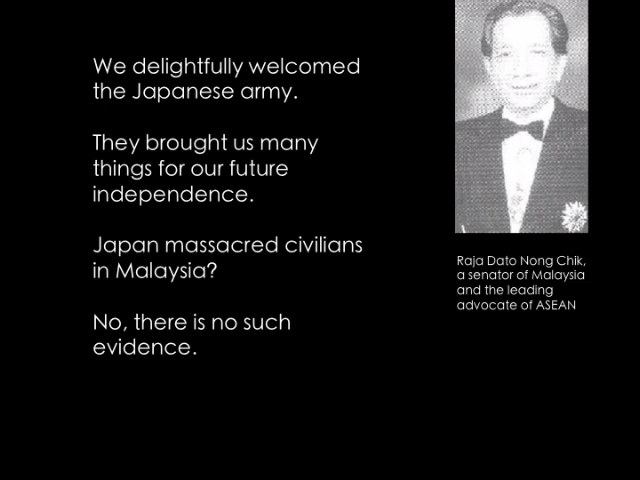 We delightfully welcomed
the Japanese army.
They brought us many
things for our future
independence.
Japan massacred civilians
in Malaysia?
No, there is no such
evidence.
Raja Dato Nong Chik,
a senator of Malaysia
and the leading
advocate of ASEAN